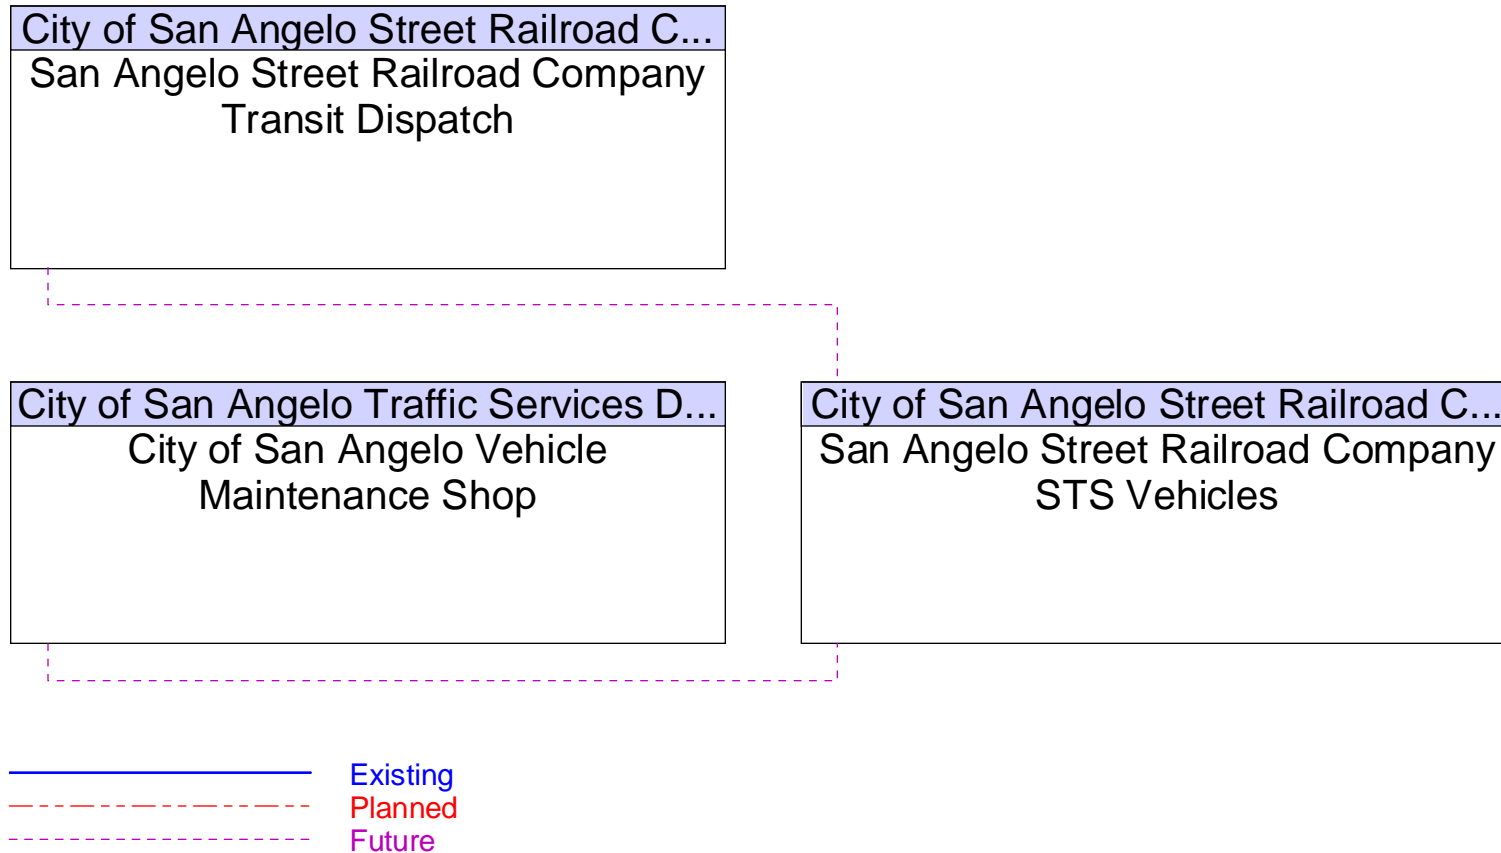 City of San Angelo Street Railroad C...
San Angelo Street Railroad Company
Transit Dispatch
City of San Angelo Traffic Services D...
City of San Angelo Vehicle
Maintenance Shop
City of San Angelo Street Railroad C...
San Angelo Street Railroad Company
STS Vehicles
Existing
Planned
Future